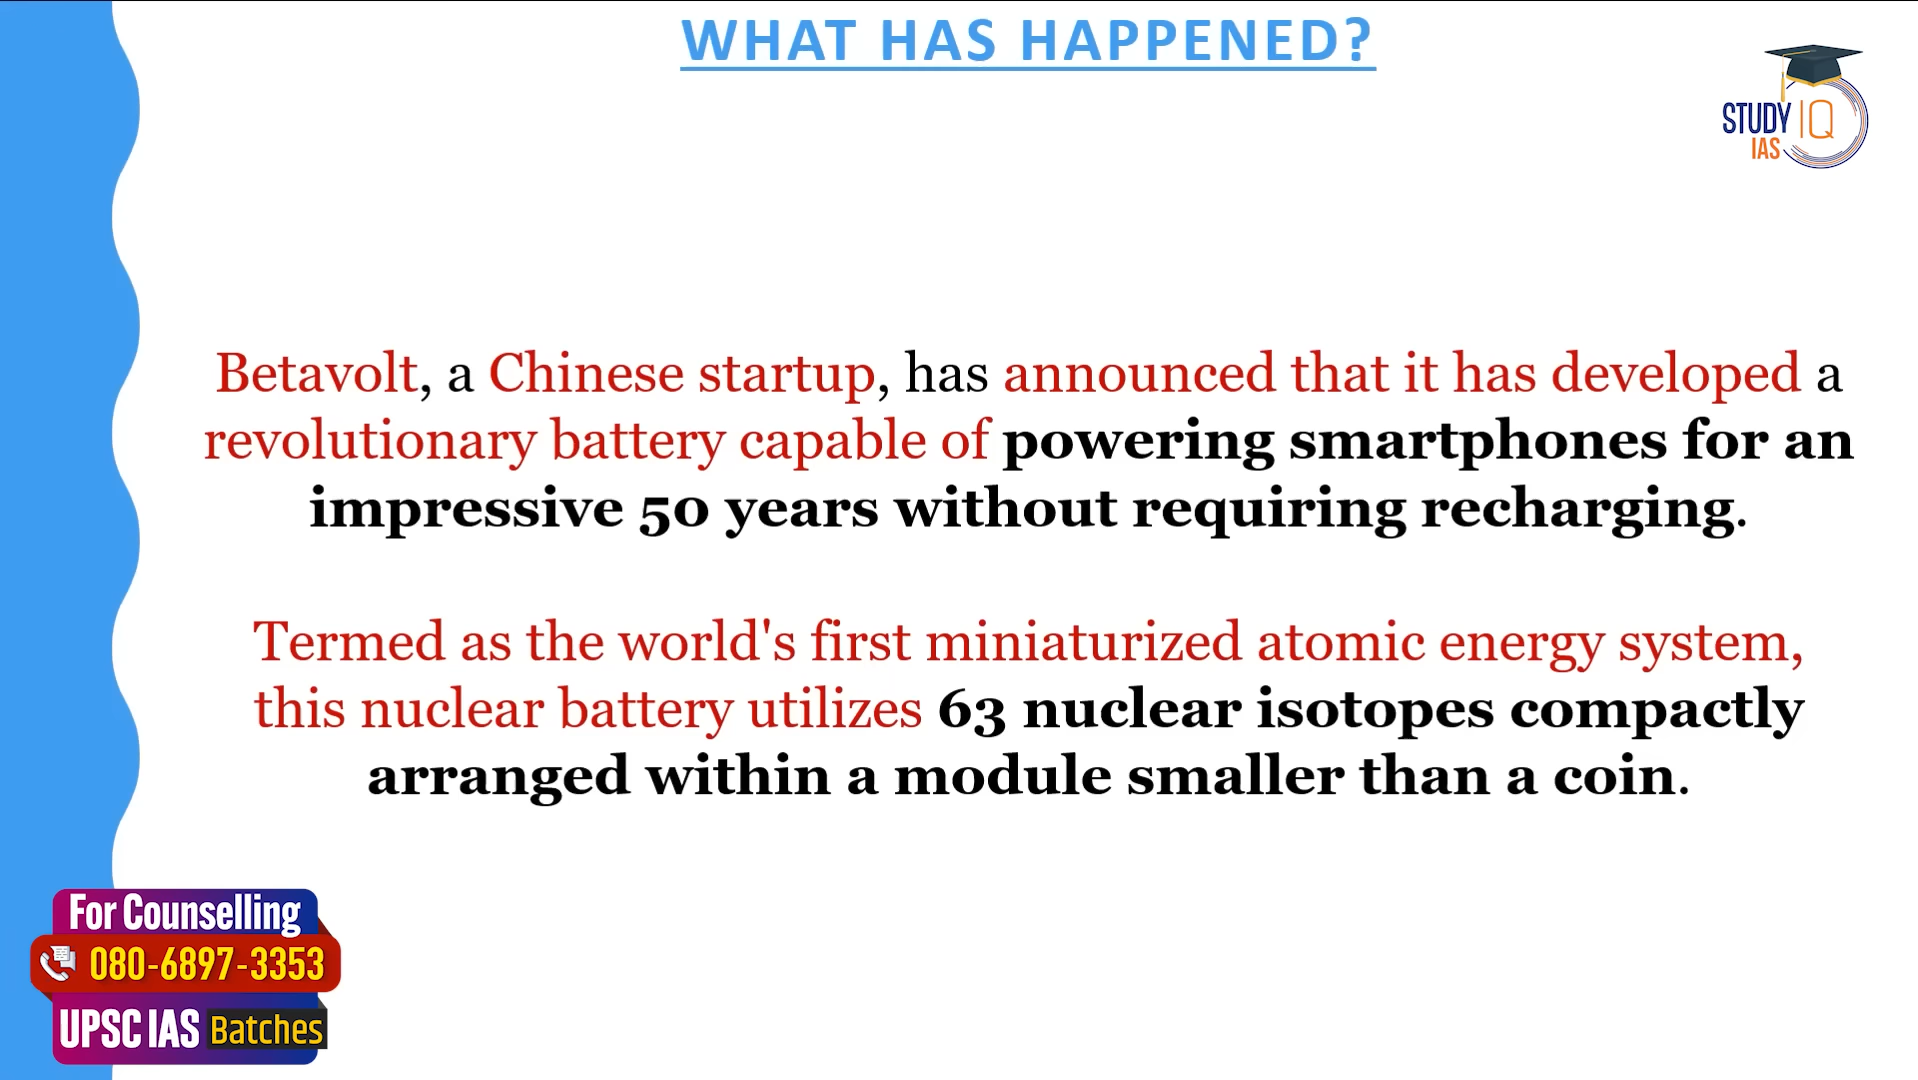 WHAT HAS HAPPENED?
STUDY IQ
IAS
Betavolt, a Chinese startup, has announced that it has developed a
revolutionary battery capable of powering smartphones for an
impressive 50 years without requiring recharging.
Termed as the world's first miniaturized atomic energy system,
this nuclear battery utilizes 63 nuclear isotopes compactly
arranged within a module smaller than a coin.
For Counselling
080-6897-3353
UPSC IAS Batches